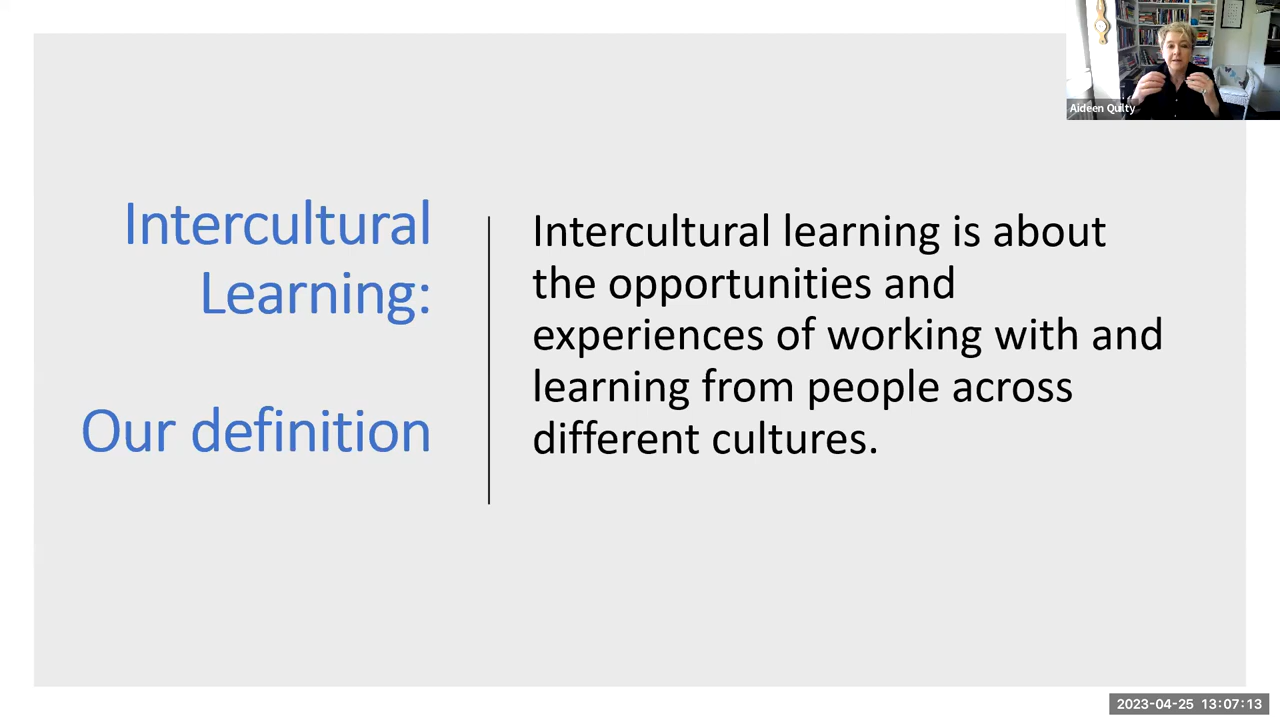 Aideen Quilty
Intercultural
Learning:
Our definition
Intercultural learning is about
the opportunities and
experiences of working with and
learning from people across
different cultures.
2023-04-25 13:07:13